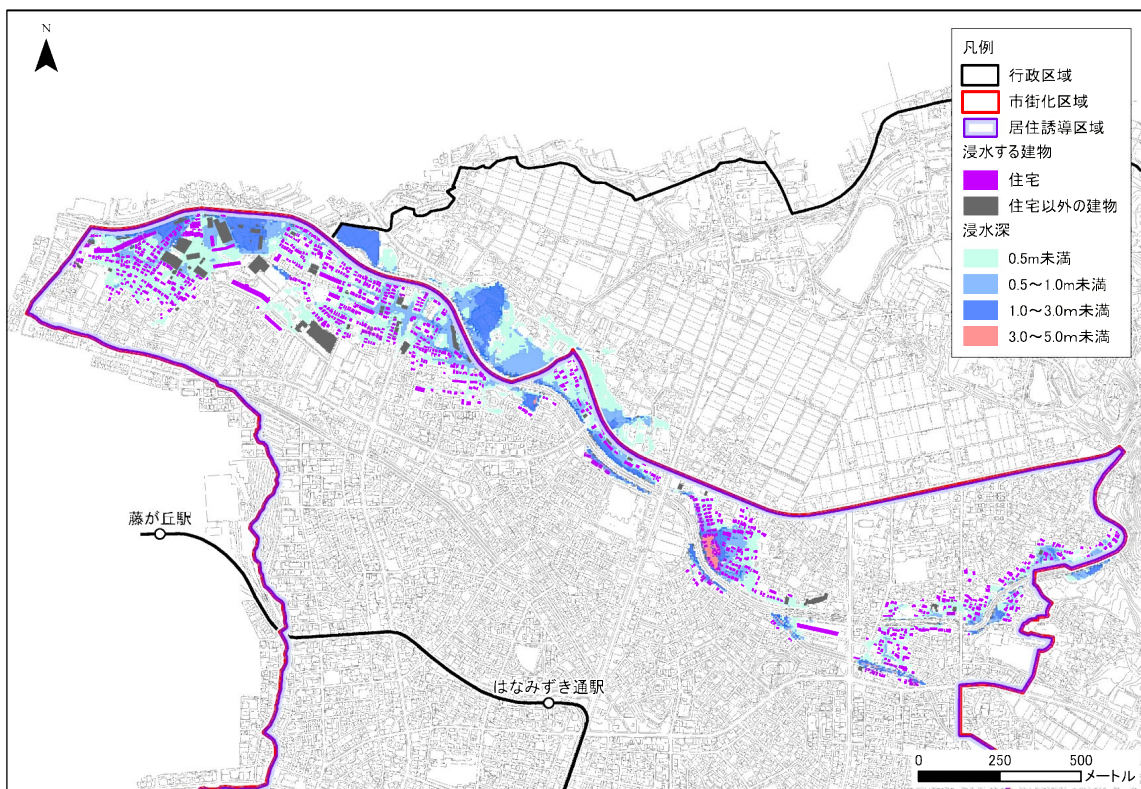 N
凡例
行政区域
市街化区域
居住誘導区域
浸水する建物
住宅
住宅以外の建物
浸水深
0.5m未満
0.5～1.0m未満
1.0～3.0m未満
3.0～5.0m未満
藤が丘駅
はなみずき通駅
0 250 500
メートル